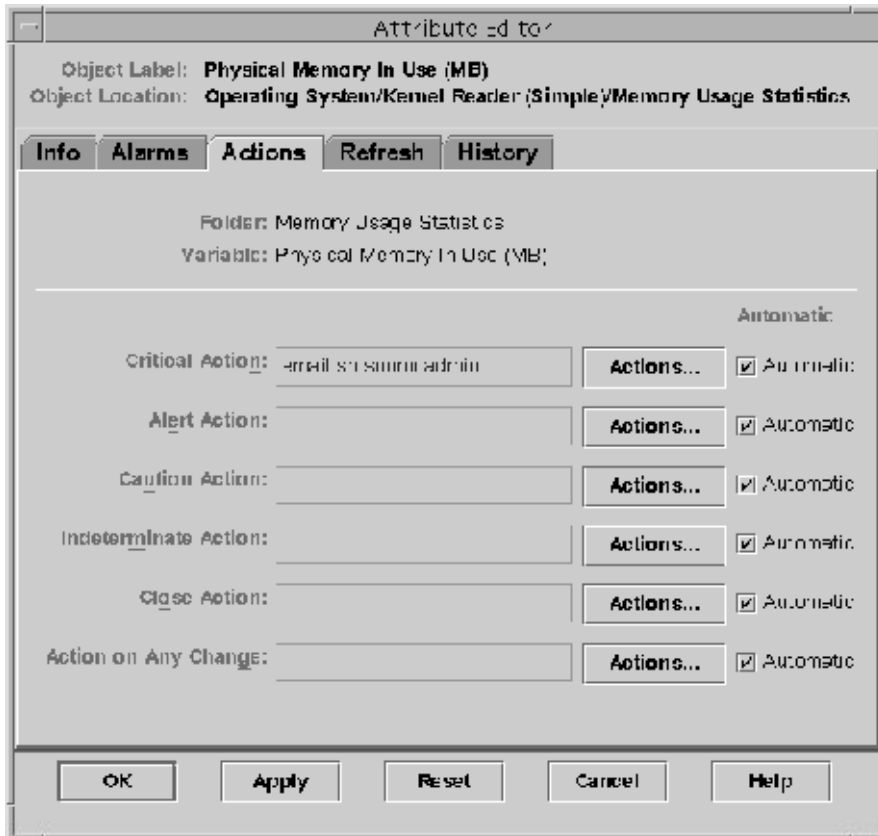 Attribute Editor
Object Label: Physical Memory In Use (MB)
Object Location: Operating System/Kernel Reader (Simple)/Memory Usage Statistics
Info Alarms Actions Refresh History
Folder: Memory Usage Statistics
Variable: Physical Memory In Use (MB)
Automatic
Critical Action: email.sh Actions... Automatic
Alert Action: Actions... Automatic
Caution Action: Actions... Automatic
Indeterminate Action: Actions... Automatic
Close Action: Actions... Automatic
Action on Any Change: Actions... Automatic
OK Apply Reset Cancel Help